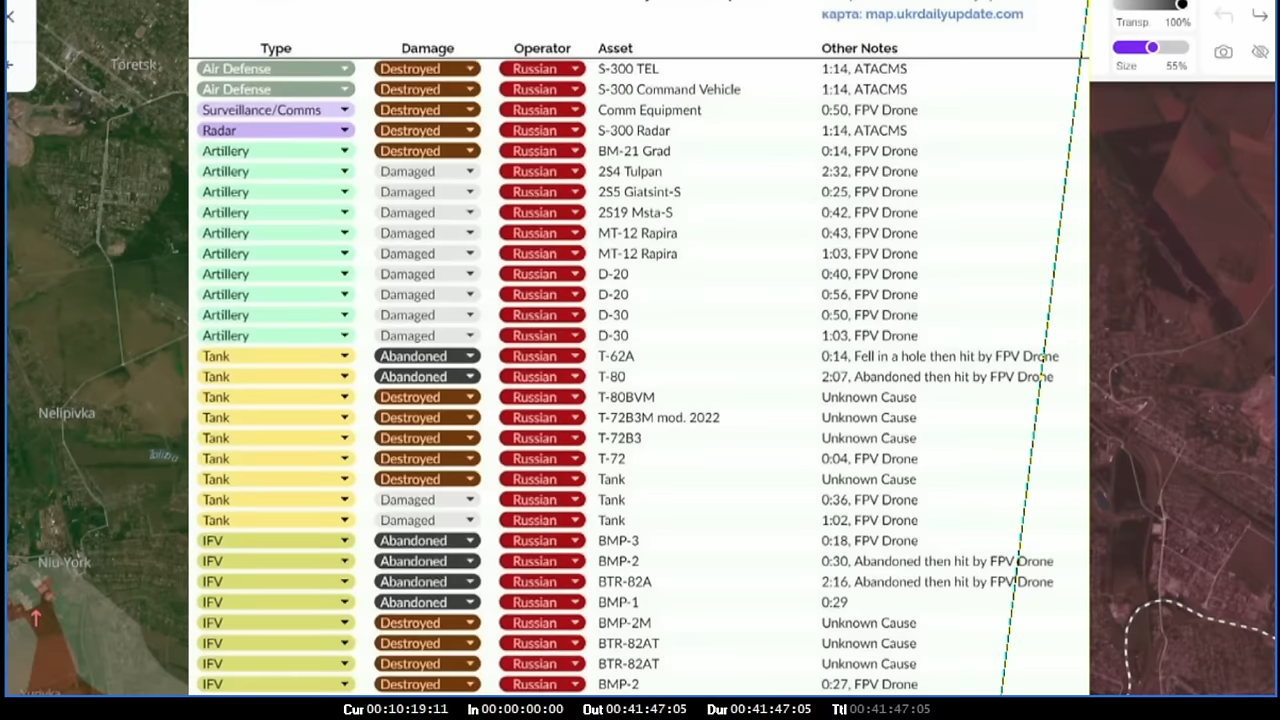 карта: map.ukrdailyupdate.com
Transp. 100%
Type Damage Operator Asset Other Notes
Size 55%
Toretsk
Air Defense Destroyed Russian S-300 TEL 1:14, ATACMS
Air Defense Destroyed Russian S-300 Command Vehicle 1:14, ATACMS
Surveillance/Comms Destroyed Russian Comm Equipment 0:50, FPV Drone
Radar Destroyed Russian S-300 Radar 1:14, ATACMS
Artillery Destroyed Russian BM-21 Grad 0:14, FPV Drone
Artillery Damaged Russian 2S4 Tulpan 2:32, FPV Drone
Artillery Damaged Russian 2S5 Giatsint-S 0:25, FPV Drone
Artillery Damaged Russian 2S19 Msta-S 0:42, FPV Drone
Artillery Damaged Russian MT-12 Rapira 0:43, FPV Drone
Artillery Damaged Russian MT-12 Rapira 1:03, FPV Drone
Artillery Damaged Russian D-20 0:40, FPV Drone
Artillery Damaged Russian D-20 0:56, FPV Drone
Artillery Damaged Russian D-30 0:50, FPV Drone
Artillery Damaged Russian D-30 1:03, FPV Drone
Tank Abandoned Russian T-62A 0:14, Fell in a hole then hit by FPV Drone
Tank Abandoned Russian T-80 2:07, Abandoned then hit by FPV Drone
Tank Destroyed Russian T-80BVM Unknown Cause
Nelipivka
Tank Destroyed Russian T-72B3M mod. 2022 Unknown Cause
Tank Destroyed Russian T-72B3 Unknown Cause
Tank Destroyed Russian T-72 0:04, FPV Drone
Tank Destroyed Russian Tank Unknown Cause
Tank Damaged Russian Tank 0:36, FPV Drone
Tank Damaged Russian Tank 1:02, FPV Drone
IFV Abandoned Russian BMP-3 0:18, FPV Drone
Niu-York
IFV Abandoned Russian BMP-2 0:30, Abandoned then hit by FPV Drone
IFV Abandoned Russian BTR-82A 2:16, Abandoned then hit by FPV Drone
IFV Abandoned Russian BMP-1 0:29
IFV Destroyed Russian BMP-2M Unknown Cause
IFV Destroyed Russian BTR-82AT Unknown Cause
IFV Destroyed Russian BTR-82AT Unknown Cause
IFV Destroyed Russian BMP-2 0:27, FPV Drone
Cur 00:10:19:11 In 00:00:00:00 Out 00:41:47:05 Dur 00:41:47:05 Ttl 00:41:47:05